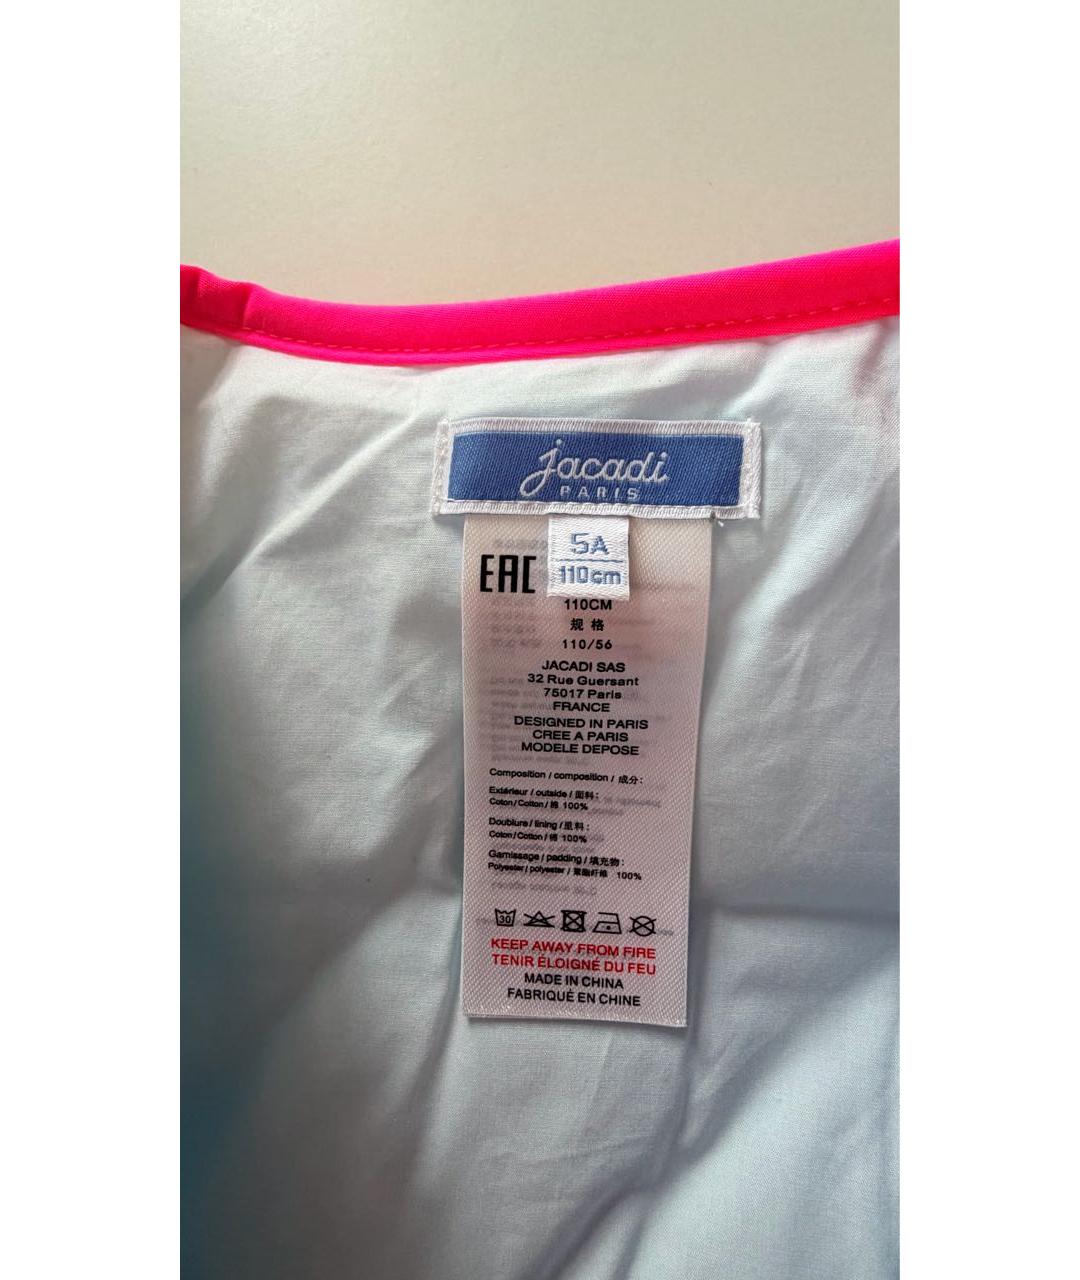 jacadi
PARIS
5A
110cm
EAC
110CM
规 格
110/56
JACADI SAS
32 Rue Guersant
75017 Paris
FRANCE
DESIGNED IN PARIS
CREE A PARIS
MODELE DEPOSE
Composition / composition / 成分:
Extérieur / outside / 面料:
Coton / Cotton / 棉 100%
Doublure / lining / 里料:
Coton / Cotton / 棉 100%
Garnissage / padding / 填充物:
Polyester / polyester / 聚酯纤维 100%
30
KEEP AWAY FROM FIRE
TENIR ÉLOIGNÉ DU FEU
MADE IN CHINA
FABRIQUÉ EN CHINE